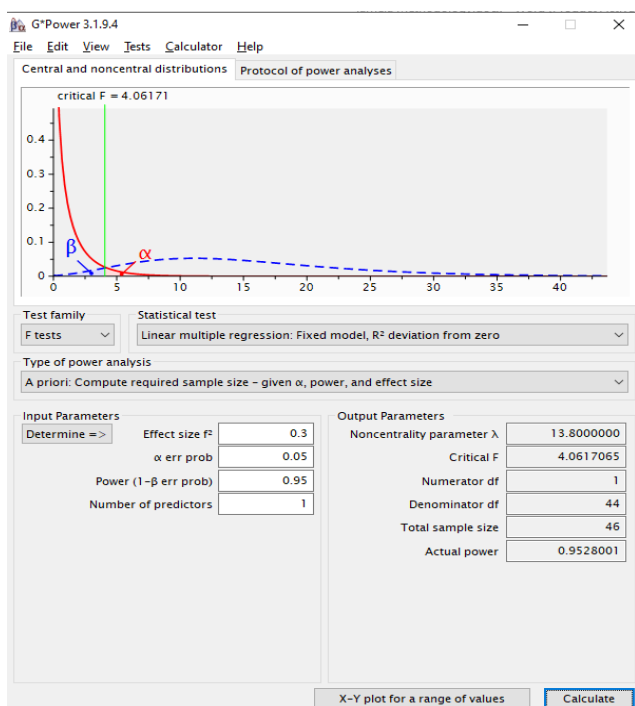 G*Power 3.1.9.4
File Edit View Tests Calculator Help
Central and noncentral distributions Protocol of power analyses
critical F = 4.06171
0.4
0.3
0.2
0.1
0
β α
0 5 10 15 20 25 30 35 40
Test family Statistical test
F tests Linear multiple regression: Fixed model, R² deviation from zero
Type of power analysis
A priori: Compute required sample size – given α, power, and effect size
Input Parameters Output Parameters
Determine => Effect size f² 0.3 Noncentrality parameter λ 13.8000000
α err prob 0.05 Critical F 4.0617065
Power (1-β err prob) 0.95 Numerator df 1
Number of predictors 1 Denominator df 44
Total sample size 46
Actual power 0.9528001
X-Y plot for a range of values Calculate